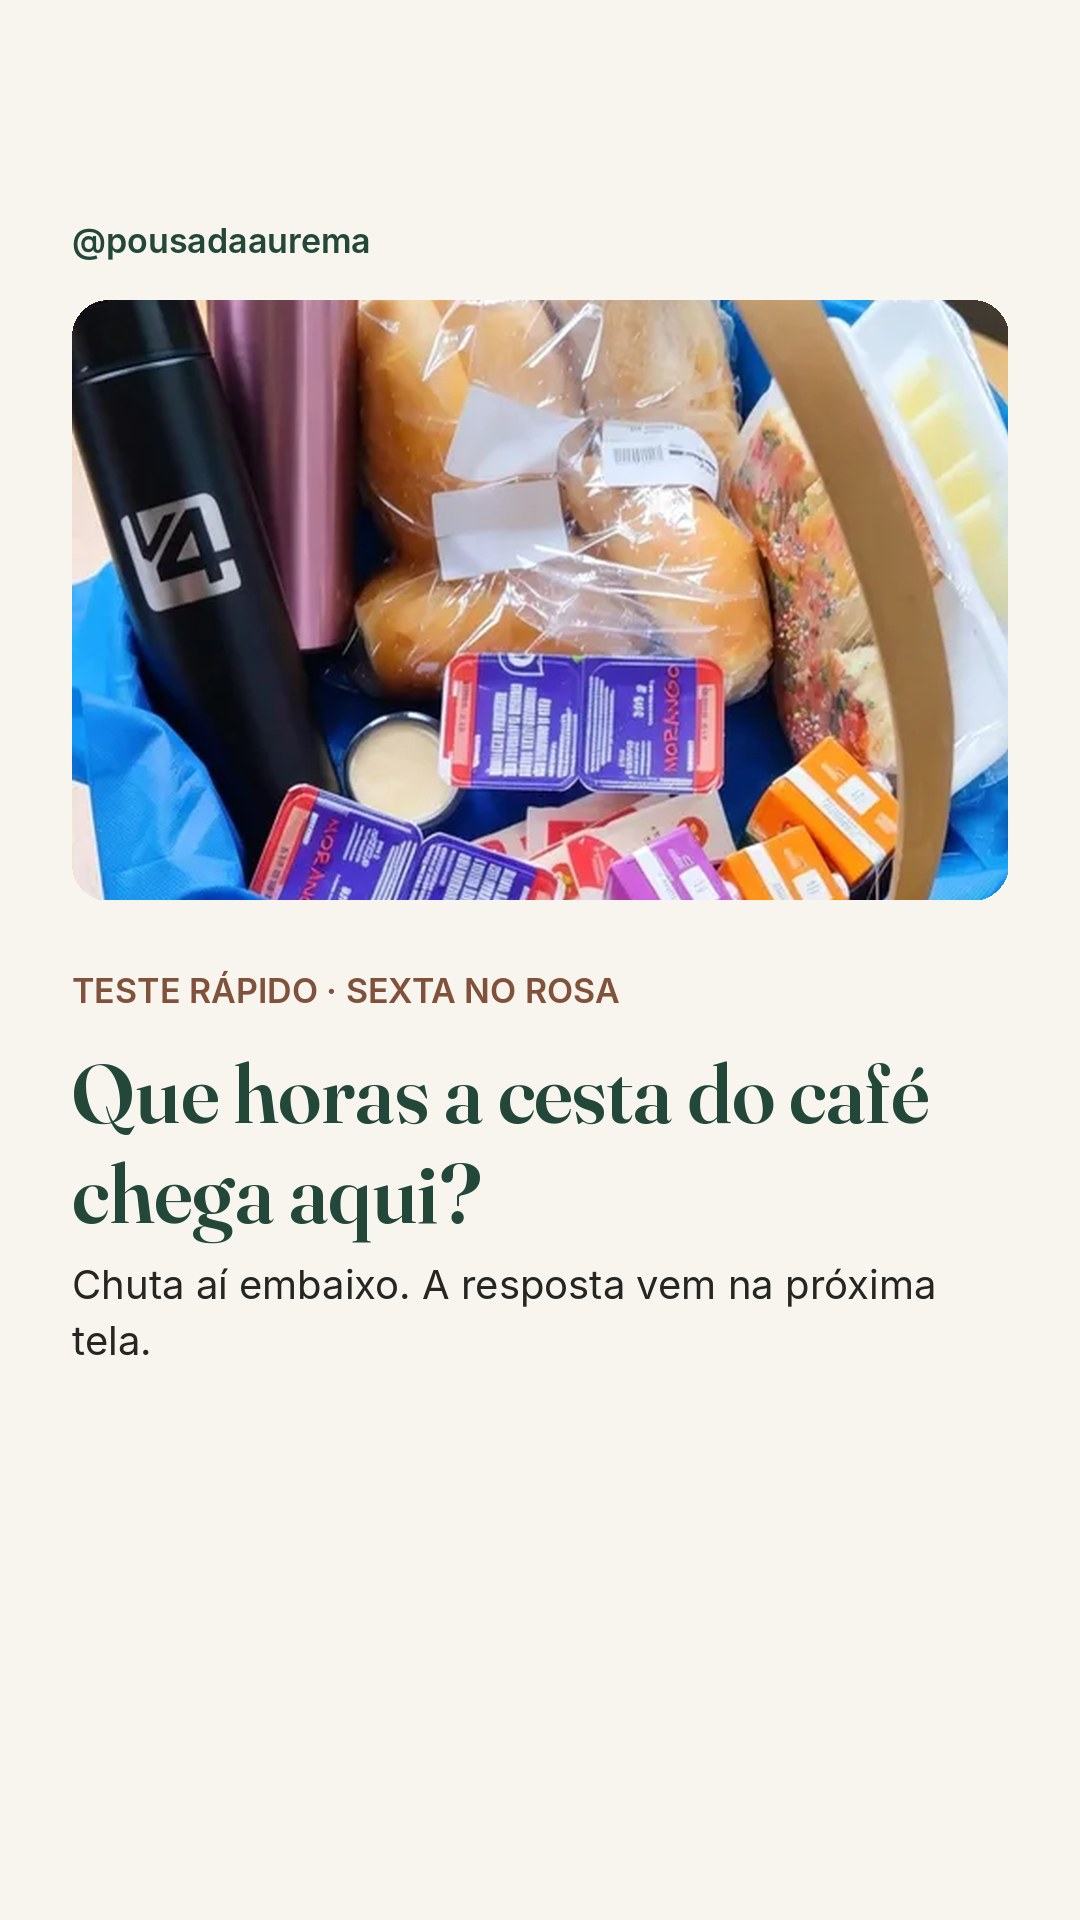 @pousadaaurema
V4
MORANGO
TESTE RÁPIDO · SEXTA NO ROSA
Que horas a cesta do café
chega aqui?
Chuta aí embaixo. A resposta vem na próxima
tela.